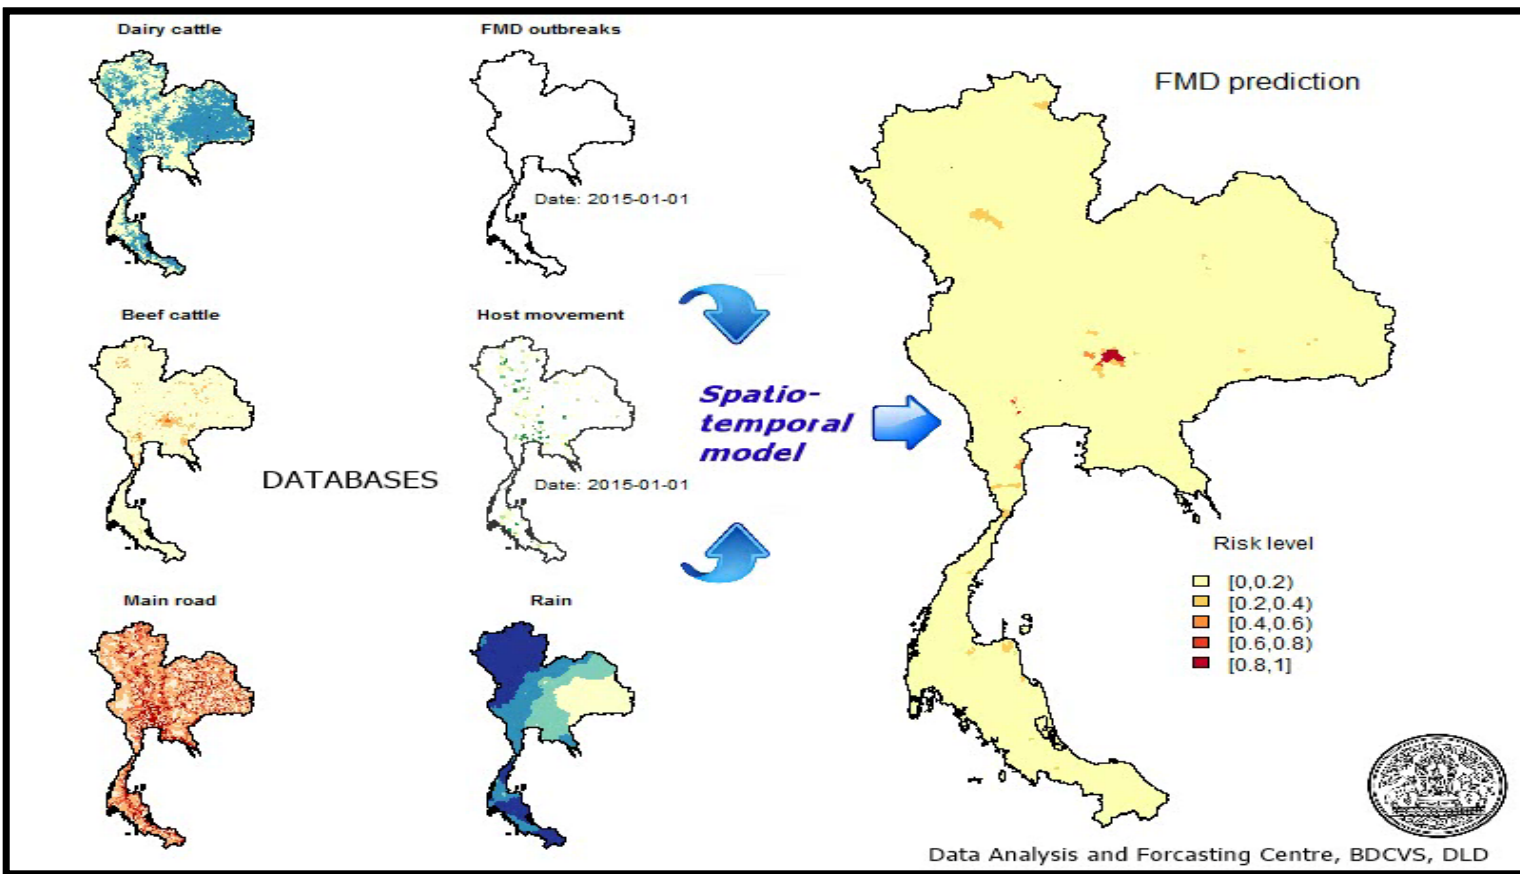 Dairy cattle
FMD outbreaks
Date: 2015-01-01
Beef cattle
Host movement
DATABASES
Date: 2015-01-01
Main road
Rain
Spatio-
temporal
model
FMD prediction
Risk level
[0,0.2)
[0.2,0.4)
[0.4,0.6)
[0.6,0.8)
[0.8,1]
Data Analysis and Forcasting Centre, BDCVS, DLD